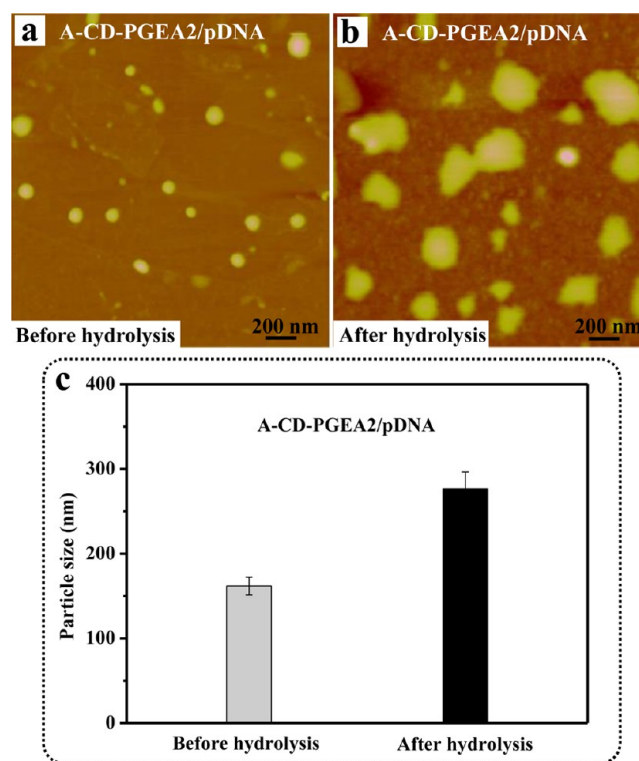 a A-CD-PGEA2/pDNA
Before hydrolysis
200 nm
b A-CD-PGEA2/pDNA
After hydrolysis
200 nm
c
A-CD-PGEA2/pDNA
Particle size (nm)
400
300
200
100
0
Before hydrolysis
After hydrolysis